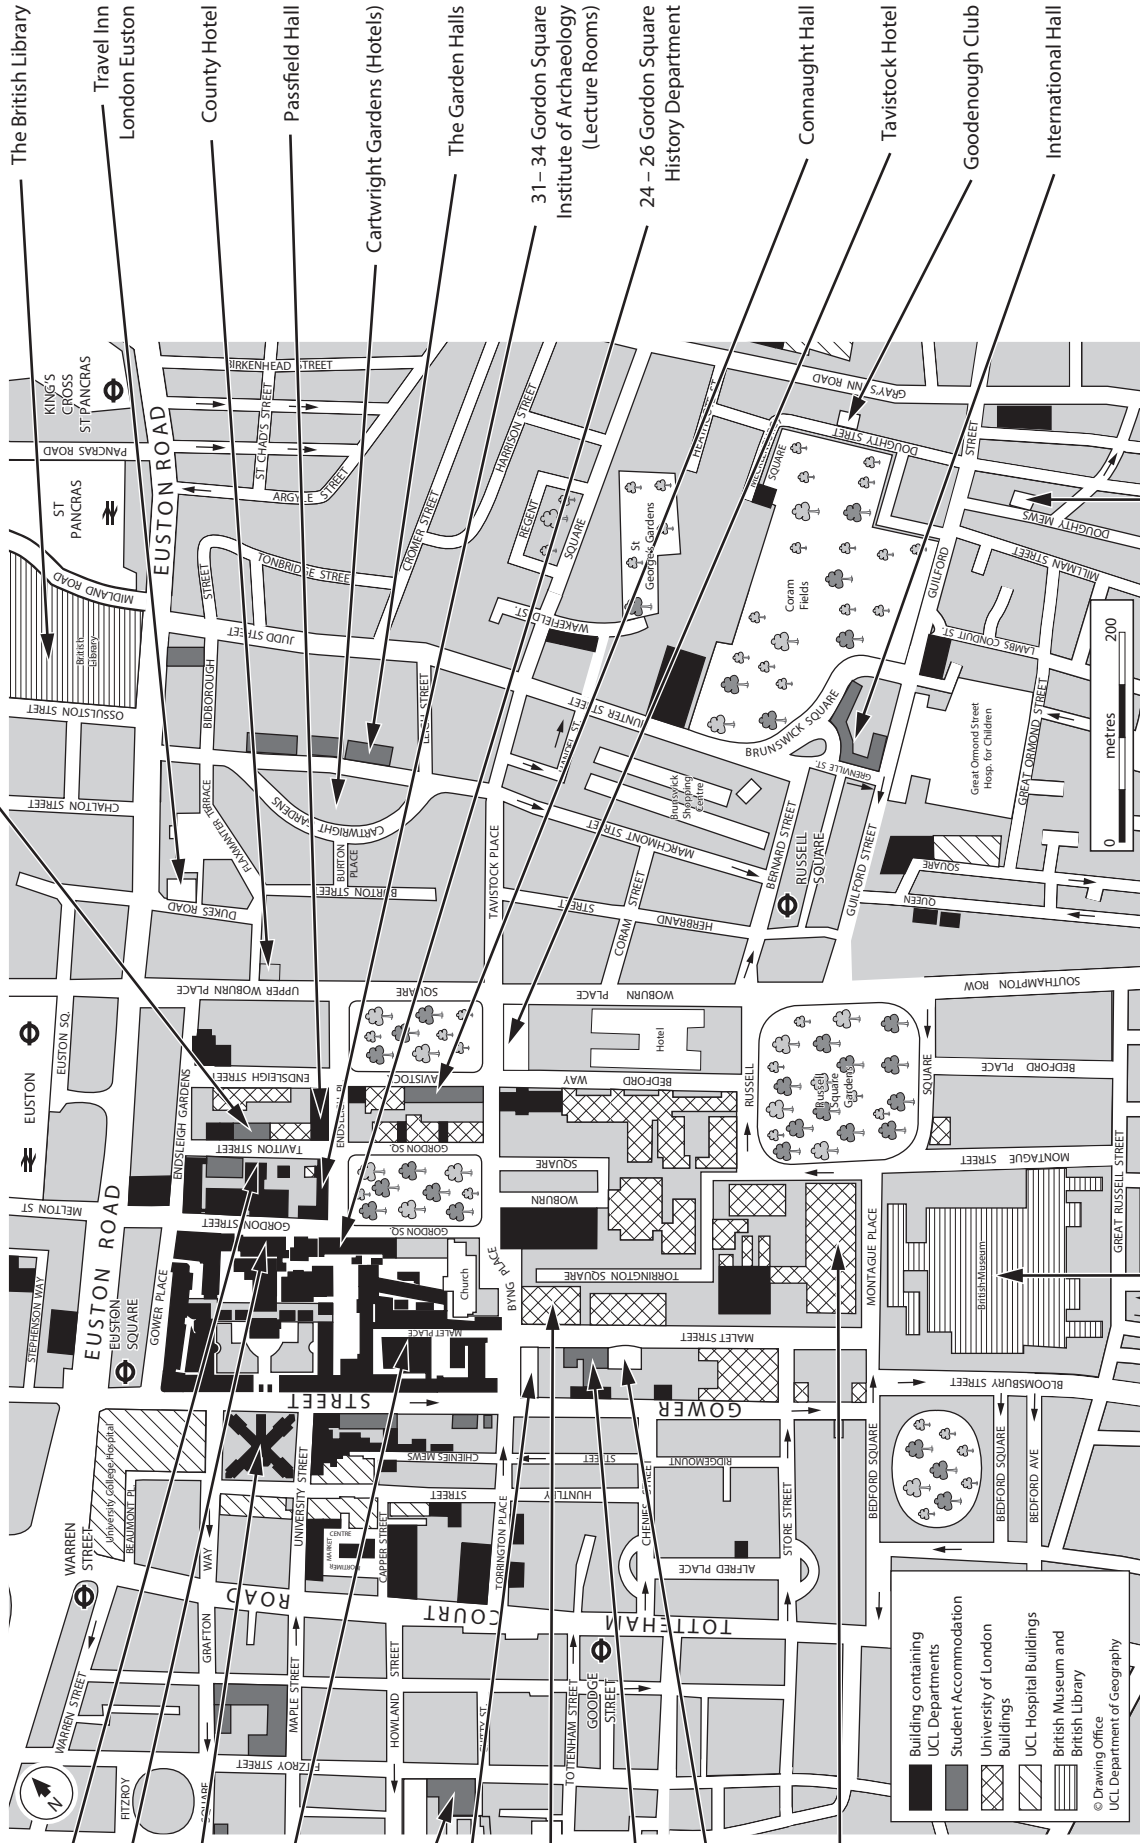 The British Library
Travel Inn
London Euston
County Hotel
Passfield Hall
Cartwright Gardens (Hotels)
The Garden Halls
31– 34 Gordon Square
Institute of Archaeology
(Lecture Rooms)
24 – 26 Gordon Square
History Department
Connaught Hall
Tavistock Hotel
Goodenough Club
International Hall
KING'S
CROSS
ST PANCRAS
PANCRAS ROAD
ST
PANCRAS
EUSTON ROAD
BIRKENHEAD STREET
ST CHAD'S STREET
ARGYLE STREET
MIDLAND ROAD
British
Library
OSSULSTON STREET
CHALTON STREET
BIDBOROUGH
STREET
TONBRIDGE STREET
JUDD STREET
CROMER STREET
HARRISON STREET
REGENT
SQUARE
St
George's Gardens
WAKEFIELD ST.
SQUARE
GRAY'S INN ROAD
DOUGHTY STREET
STREET
DOUGHTY MEWS
MILLMAN STREET
GUILFORD
LAMBS CONDUIT ST.
Coram
Fields
HUNTER STREET
BRUNSWICK SQUARE
GRENVILLE ST.
Great Ormond Street
Hosp. for Children
GREAT ORMOND STREET
0
metres
200
FLAXMANTER TERRACE
CARTWRIGHT
GARDENS
BURTON
PLACE
BURTON STREET
DUKES ROAD
TAVISTOCK PLACE
MARCHMONT STREET
Brunswick
Shopping
Centre
BERNARD STREET
RUSSELL
SQUARE
GUILFORD STREET
QUEEN
SQUARE
HERBRAND
STREET
CORAM
STREET
EUSTON
EUSTON SQ.
UPPER WOBURN PLACE
ENDSLEIGH GARDENS
ENDSLEIGH STREET
TAVITON STREET
SQUARE
WOBURN PLACE
Hotel
BEDFORD
WAY
RUSSELL
SQUARE
Russell
Square
Gardens
SOUTHAMPTON ROW
BEDFORD PLACE
MONTAGUE STREET
GREAT RUSSELL STREET
MELTON ST
STEPHENSON WAY
EUSTON ROAD
EUSTON
SQUARE
GOWER PLACE
GORDON STREET
GORDON SQ.
GORDON SQ.
WOBURN
SQUARE
BYNG PLACE
Church
TORRINGTON SQUARE
MALET PLACE
MALET STREET
MONTAGUE PLACE
British Museum
BLOOMSBURY STREET
GOWER
STREET
University College Hospital
BEAUMONT PL.
WARREN
STREET
UNIVERSITY STREET
CHENIES MEWS
RIDGEMOUNT
STREET
HUNTLEY
STREET
CHENIES STREET
STORE STREET
ALFRED PLACE
BEDFORD SQUARE
BEDFORD SQUARE
BEDFORD AVE
MARKET
CENTRE
MORTIMER
CAPPER STREET
TORRINGTON PLACE
TOTTEHAM
COURT
ROAD
GRAFTON
WAY
MAPLE STREET
HOWLAND
STREET
TOTTENHAM STREET
GOODGE
STREET
WARREN STREET
FITZROY
SQUARE
FITZROY STREET
N
Building containing
UCL Departments
Student Accommodation
University of London
Buildings
UCL Hospital Buildings
British Museum and
British Library
© Drawing Office
UCL Department of Geography